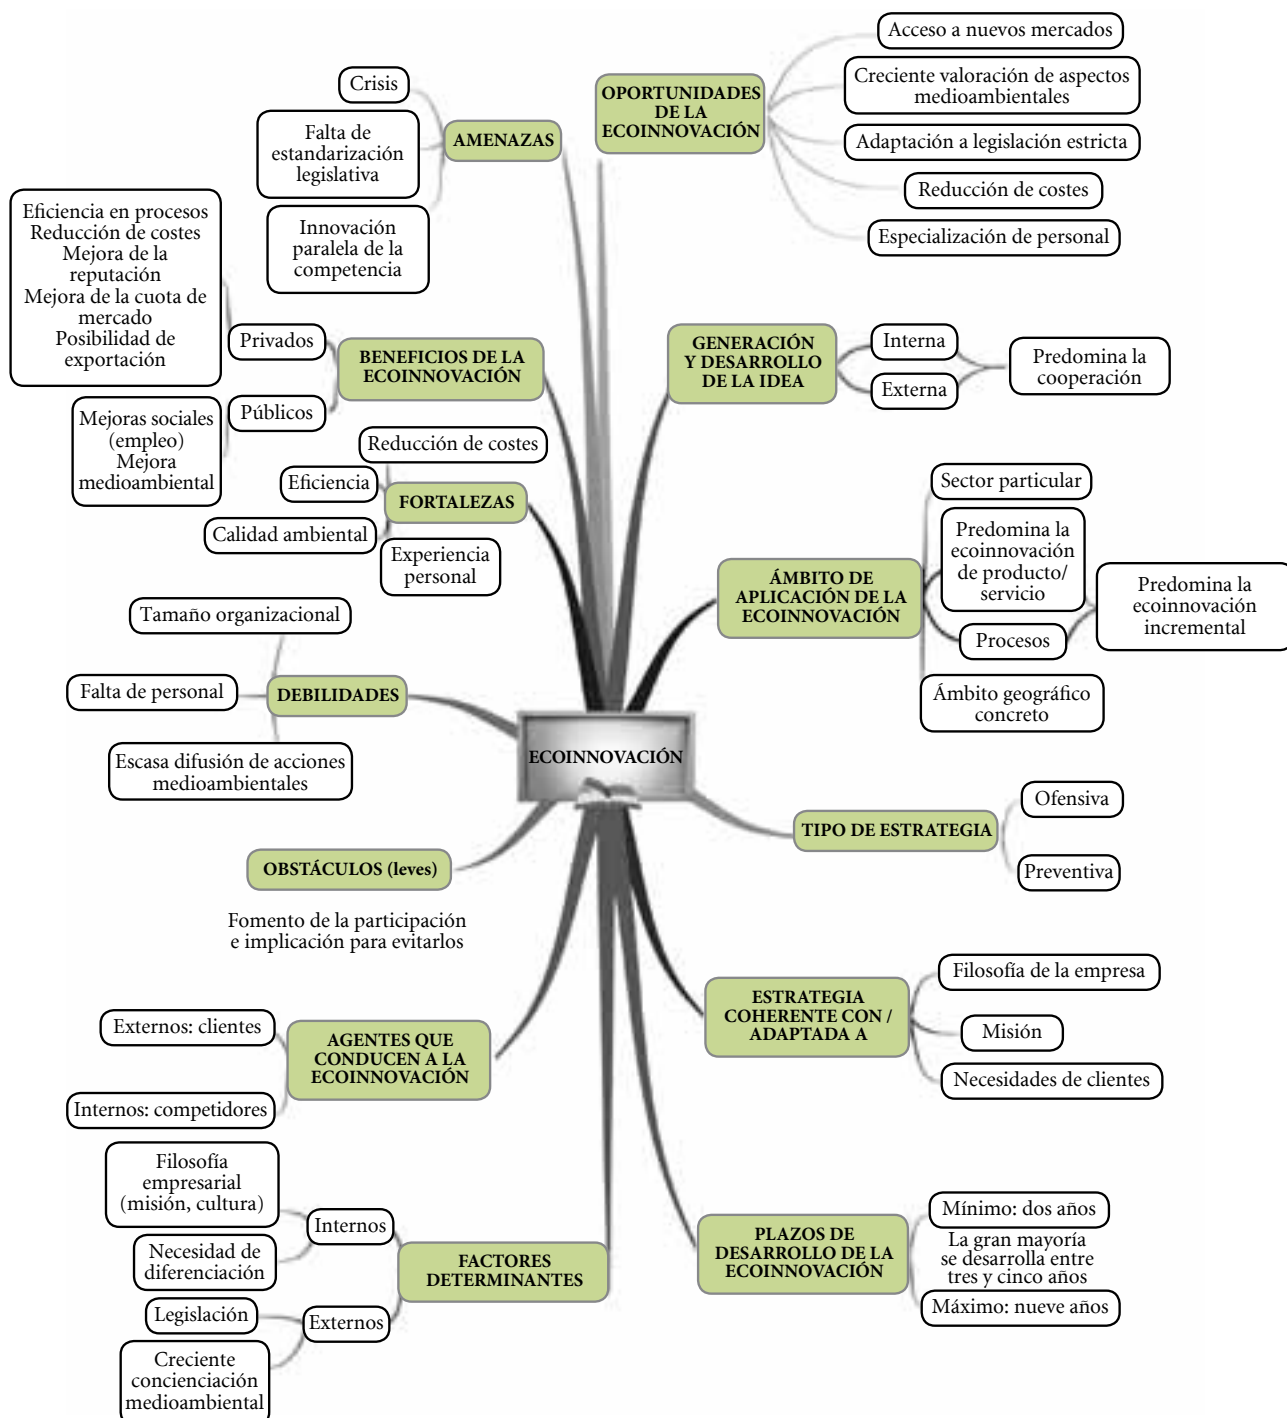 Crisis
Falta de
estandarización
legislativa
Innovación
paralela de la
competencia
AMENAZAS
OPORTUNIDADES
DE LA
ECOINNOVACIÓN
Acceso a nuevos mercados
Creciente valoración de aspectos
medioambientales
Adaptación a legislación estricta
Reducción de costes
Especialización de personal
Eficiencia en procesos
Reducción de costes
Mejora de la
reputación
Mejora de la cuota de
mercado
Posibilidad de
exportación
Privados
Públicos
Mejoras sociales
(empleo)
Mejora
medioambiental
BENEFICIOS DE LA
ECOINNOVACIÓN
GENERACIÓN
Y DESARROLLO
DE LA IDEA
Interna
Externa
Predomina la
cooperación
Reducción de costes
Eficiencia
Calidad ambiental
Experiencia
personal
FORTALEZAS
ÁMBITO DE
APLICACIÓN DE LA
ECOINNOVACIÓN
Sector particular
Predomina la
ecoinnovación
de producto/
servicio
Procesos
Ámbito geográfico
concreto
Predomina la
ecoinnovación
incremental
Tamaño organizacional
Falta de personal
Escasa difusión de acciones
medioambientales
DEBILIDADES
ECOINNOVACIÓN
TIPO DE ESTRATEGIA
Ofensiva
Preventiva
OBSTÁCULOS (leves)
Fomento de la participación
e implicación para evitarlos
ESTRATEGIA
COHERENTE CON /
ADAPTADA A
Filosofía de la empresa
Misión
Necesidades de clientes
Externos: clientes
Internos: competidores
AGENTES QUE
CONDUCEN A LA
ECOINNOVACIÓN
Filosofía
empresarial
(misión, cultura)
Necesidad de
diferenciación
Internos
Legislación
Creciente
concienciación
medioambiental
Externos
FACTORES
DETERMINANTES
PLAZOS DE
DESARROLLO DE LA
ECOINNOVACIÓN
Mínimo: dos años
La gran mayoría
se desarrolla entre
tres y cinco años
Máximo: nueve años